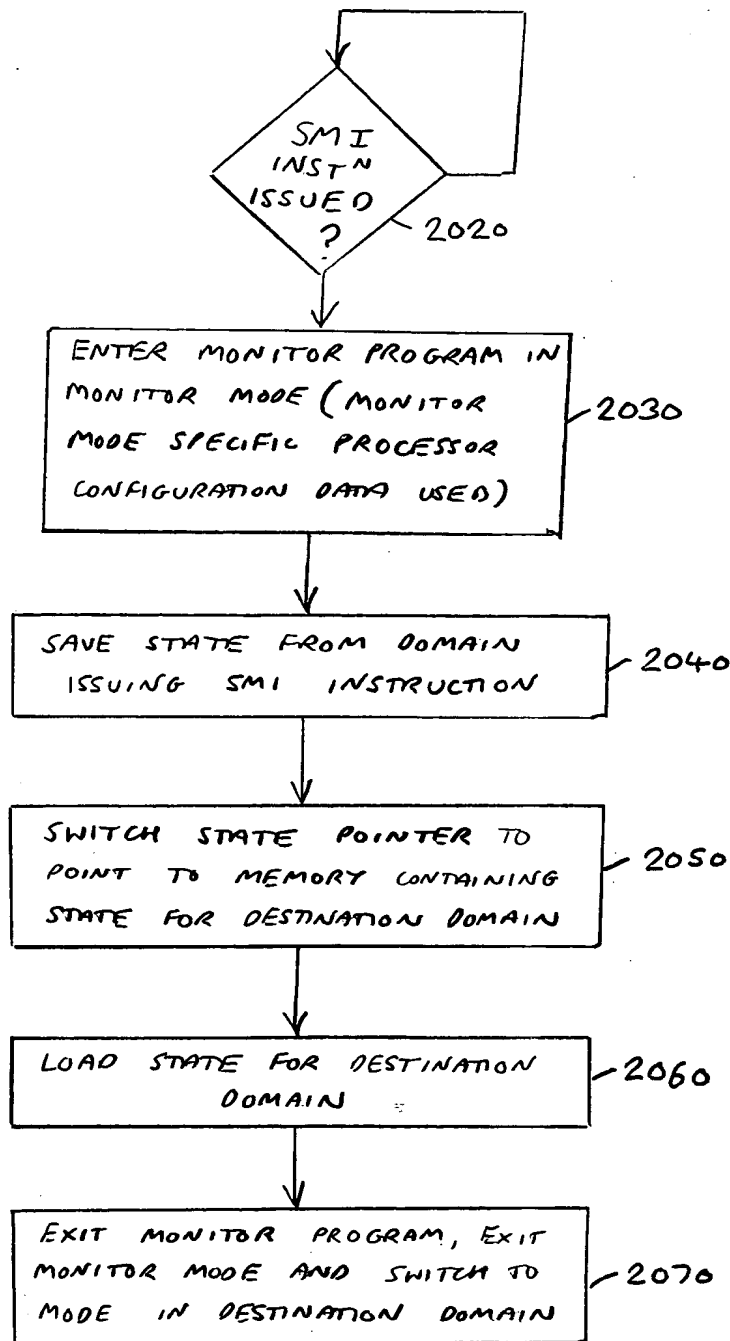 SMI
INSTN
ISSUED
?
2020
ENTER MONITOR PROGRAM IN
MONITOR MODE (MONITOR
MODE SPECIFIC PROCESSOR
CONFIGURATION DATA USED)
2030
SAVE STATE FROM DOMAIN
ISSUING SMI INSTRUCTION
2040
SWITCH STATE POINTER TO
POINT TO MEMORY CONTAINING
STATE FOR DESTINATION DOMAIN
2050
LOAD STATE FOR DESTINATION
DOMAIN
2060
EXIT MONITOR PROGRAM, EXIT
MONITOR MODE AND SWITCH TO
MODE IN DESTINATION DOMAIN
2070